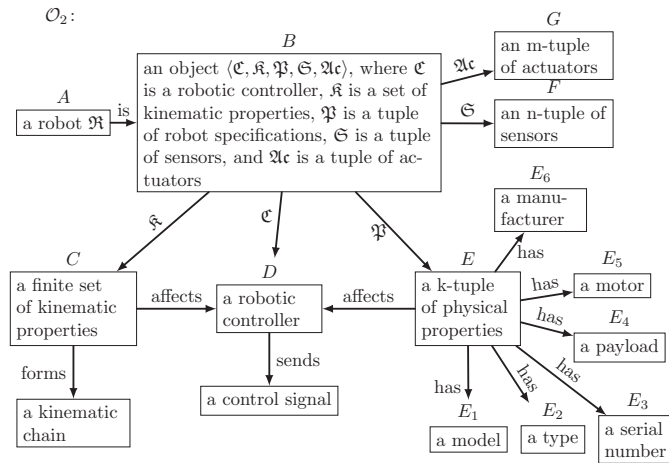 𝒪₂:
G
an m-tuple
of actuators
B
an object ⟨ℭ, 𝔎, 𝔓, 𝔖, 𝔄𝔠⟩, where ℭ
is a robotic controller, 𝔎 is a set of
kinematic properties, 𝔓 is a tuple
of robot specifications, 𝔖 is a tuple
of sensors, and 𝔄𝔠 is a tuple of ac-
tuators
𝔄𝔠
A
a robot ℜ
is
𝔖
F
an n-tuple of
sensors
E₆
a manu-
facturer
𝔎
ℭ
𝔓
has
C
a finite set
of kinematic
properties
affects
D
a robotic
controller
affects
E
a k-tuple
of physical
properties
has
E₅
a motor
has
E₄
a payload
forms
a kinematic
chain
sends
a control signal
has
E₁
a model
has
E₂
a type
has
E₃
a serial
number